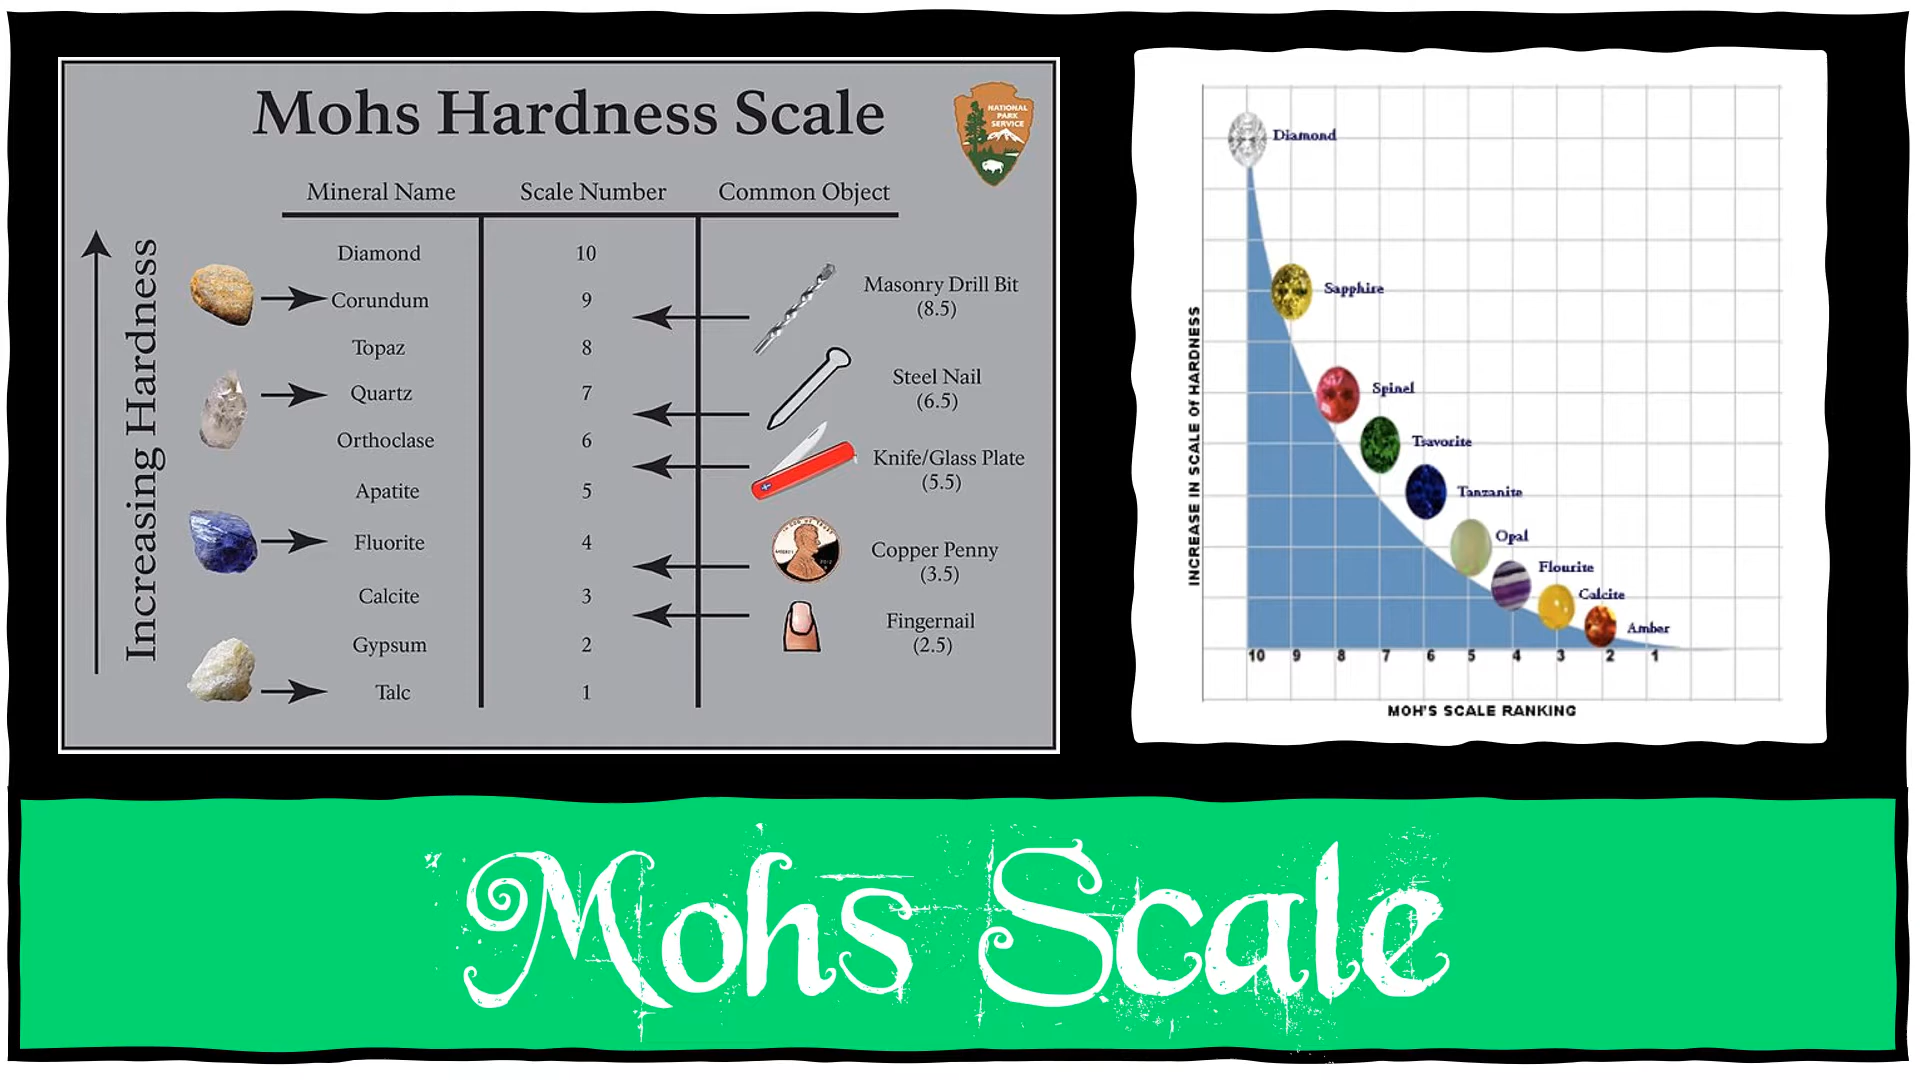 Mohs Hardness Scale
NATIONAL
PARK
SERVICE
Mineral Name Scale Number Common Object
Increasing Hardness
Diamond 10
Corundum 9
Topaz 8
Quartz 7
Orthoclase 6
Apatite 5
Fluorite 4
Calcite 3
Gypsum 2
Talc 1
Masonry Drill Bit
(8.5)
Steel Nail
(6.5)
Knife/Glass Plate
(5.5)
Copper Penny
(3.5)
Fingernail
(2.5)
INCREASE IN SCALE Of HARDNESS
Diamond
Sapphire
Spinel
Tsavorite
Tanzanite
Opal
Flourite
Calcite
Amber
10 9 8 7 6 5 4 3 2 1
MOH'S SCALE RANKING
Mohs Scale